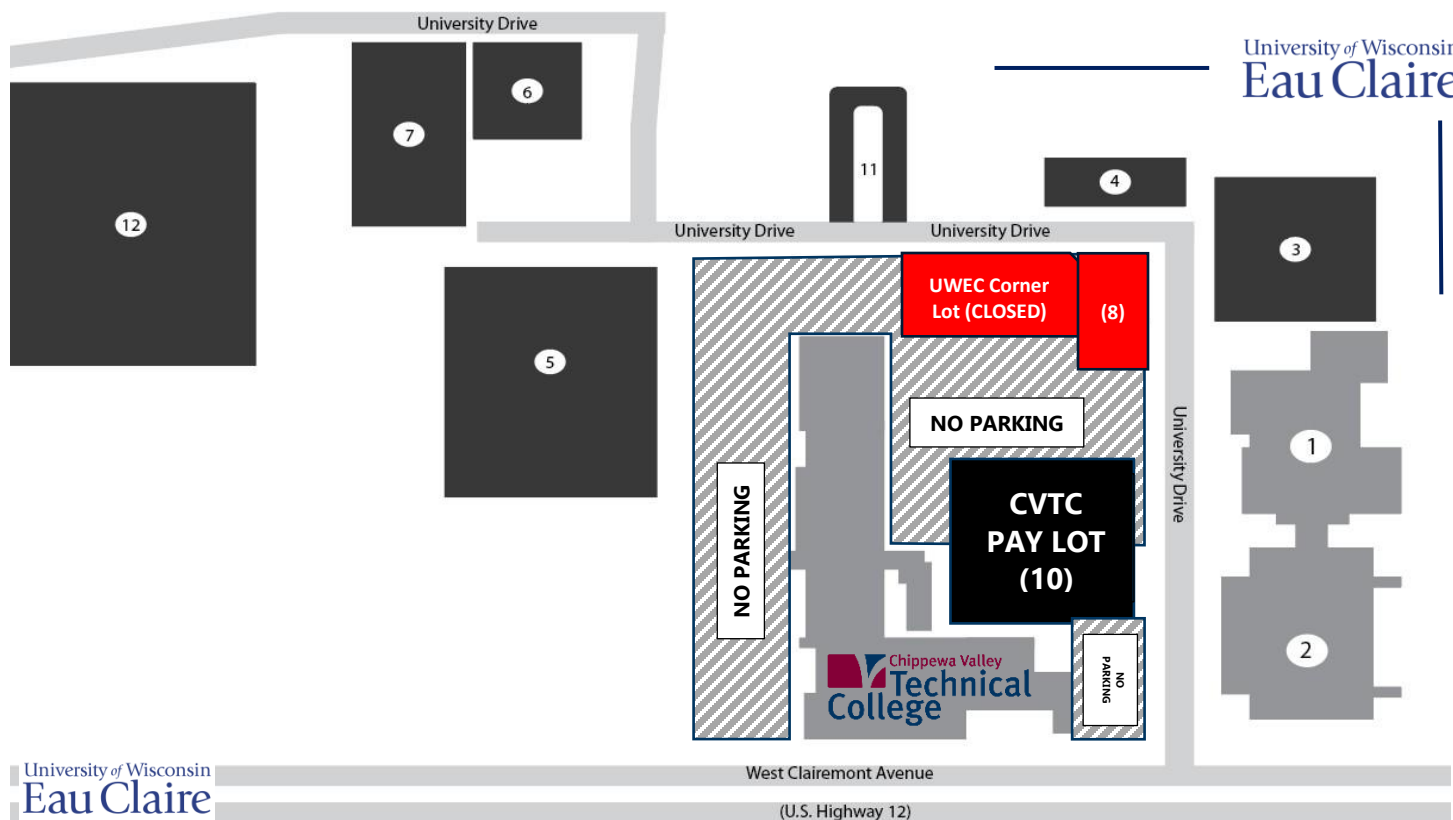 University Drive
University of Wisconsin
Eau Claire
6
7
11
4
12
University Drive
University Drive
3
UWEC Corner
Lot (CLOSED)
(8)
5
NO PARKING
University Drive
1
NO PARKING
CVTC
PAY LOT
(10)
2
Chippewa Valley
Technical
College
NO
PARKING
University of Wisconsin
Eau Claire
West Clairemont Avenue
(U.S. Highway 12)